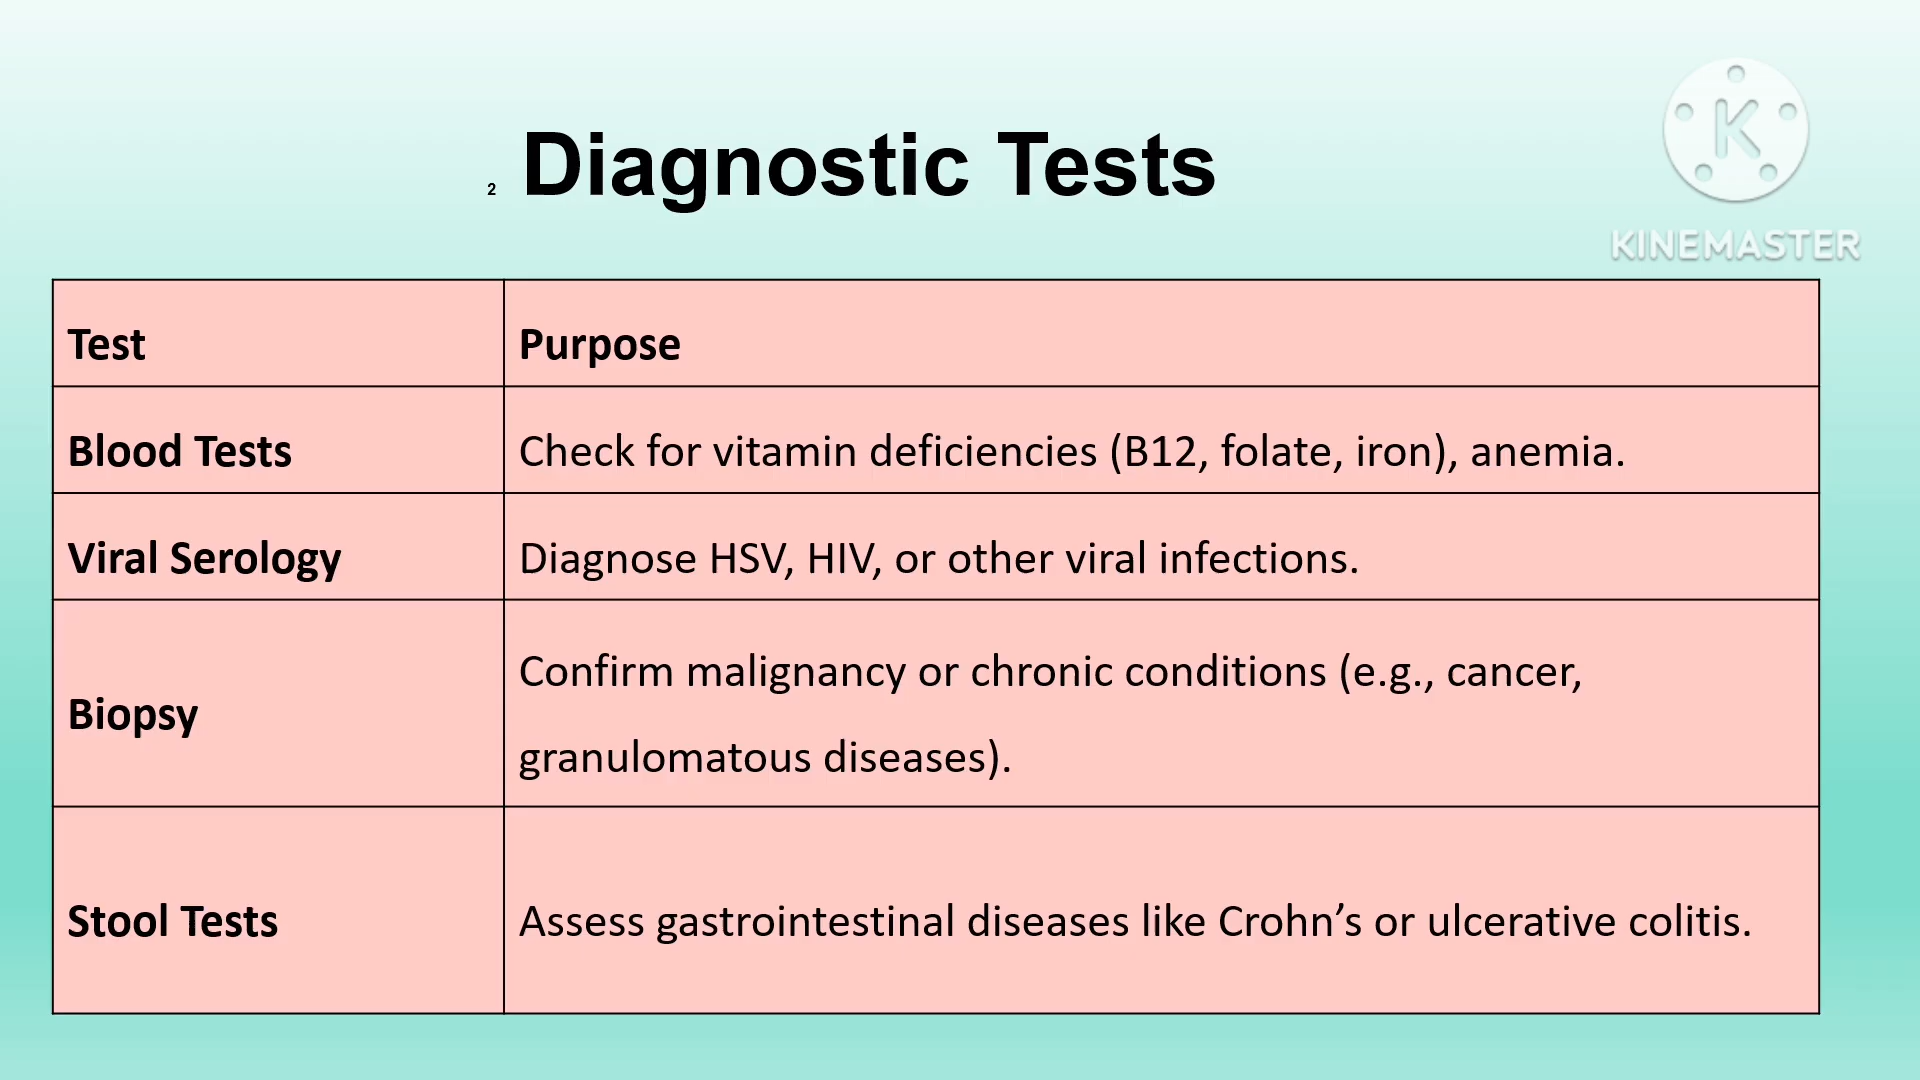 2 Diagnostic Tests
K
KINEMASTER
Test Purpose
Blood Tests Check for vitamin deficiencies (B12, folate, iron), anemia.
Viral Serology Diagnose HSV, HIV, or other viral infections.
Biopsy Confirm malignancy or chronic conditions (e.g., cancer,
granulomatous diseases).
Stool Tests Assess gastrointestinal diseases like Crohn’s or ulcerative colitis.